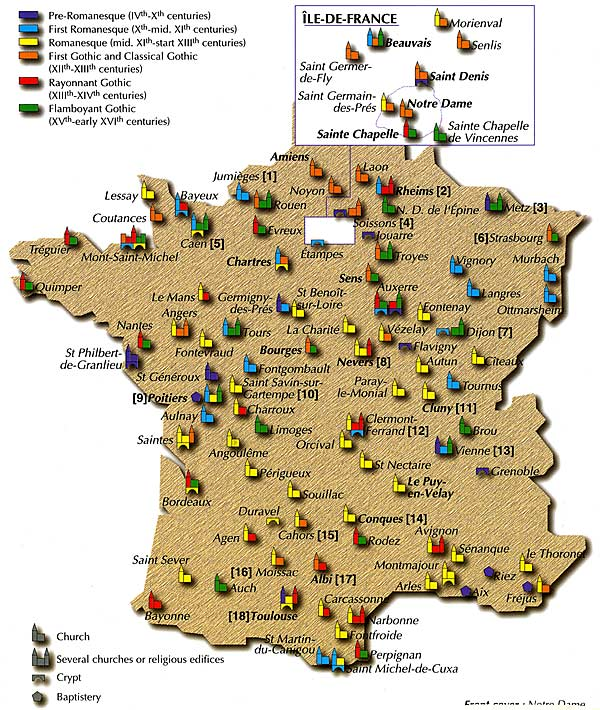 Pre-Romanesque (IVth-Xth centuries)
First Romanesque (Xth-mid. XIth century)
Romanesque (mid. XIth-start XIIIth century)
First Gothic and Classical Gothic
(XIIth-XIIIth centuries)
Rayonnant Gothic
(XIIIth-XIVth centuries)
Flamboyant Gothic
(XVth-early XVIth centuries)
ÎLE-DE-FRANCE
Morienval
Beauvais
Senlis
Saint Germer-
de-Fly
Saint Denis
Saint Germain-
des-Prés
Notre Dame
Sainte Chapelle
Sainte Chapelle
de Vincennes
Amiens
Laon
Jumièges [1]
Noyon
Rheims [2]
Lessay
Bayeux
Rouen
N. D. de l'Épine
Metz [3]
Coutances
Soissons [4]
Caen [5]
Évreux
Jouarre
[6] Strasbourg
Tréguier
Mont-Saint-Michel
Étampes
Troyes
Murbach
Chartres
Vignory
Sens
Quimper
Auxerre
Langres
Le Mans
Germigny-
des-Prés
St Benoît-
sur-Loire
Ottmarsheim
Fontenay
Angers
Nantes
Tours
La Charité
Vézelay
Dijon [7]
Fontevraud
Bourges
Flavigny
St Philbert-
de-Granlieu
Nevers [8]
Autun
Cîteaux
St Généroux
Fontgombault
Saint Savin-sur-
Gartempe [10]
Paray-
le-Monial
Tournus
[9] Poitiers
Cluny [11]
Charroux
Aulnay
Clermont-
Ferrand [12]
Limoges
Brou
Saintes
Orcival
Vienne [13]
Angoulême
St Nectaire
Grenoble
Périgueux
Le Puy-
en-Velay
Souillac
Bordeaux
Duravel
Conques [14]
Cahors [15]
Avignon
Agen
Rodez
Sénanque
le Thoronet
Saint Sever
[16] Moissac
Montmajour
Albi [17]
Riez
Auch
Arles
Aix
Fréjus
Carcassonne
Bayonne
[18] Toulouse
Narbonne
Fontfroide
St Martin-
du-Canigou
Perpignan
Saint Michel-de-Cuxa
Church
Several churches or religious edifices
Crypt
Baptistery
Front cover : Notre Dame